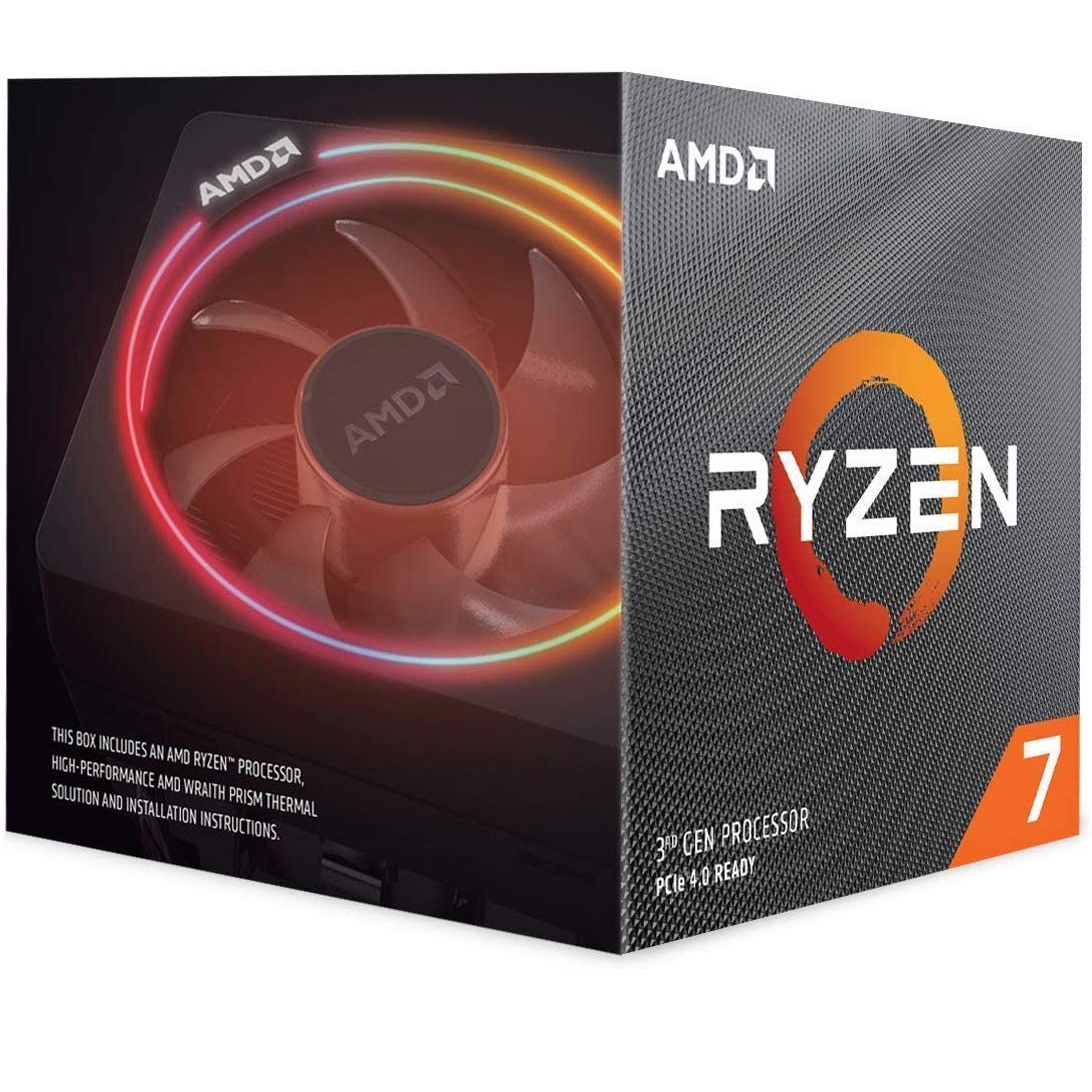 AMD
AMD
THIS BOX INCLUDES AN AMD RYZEN™ PROCESSOR,
HIGH-PERFORMANCE AMD WRAITH PRISM THERMAL
SOLUTION AND INSTALLATION INSTRUCTIONS.
AMD
RYZEN
7
3RD GEN PROCESSOR
PCIe 4.0 READY